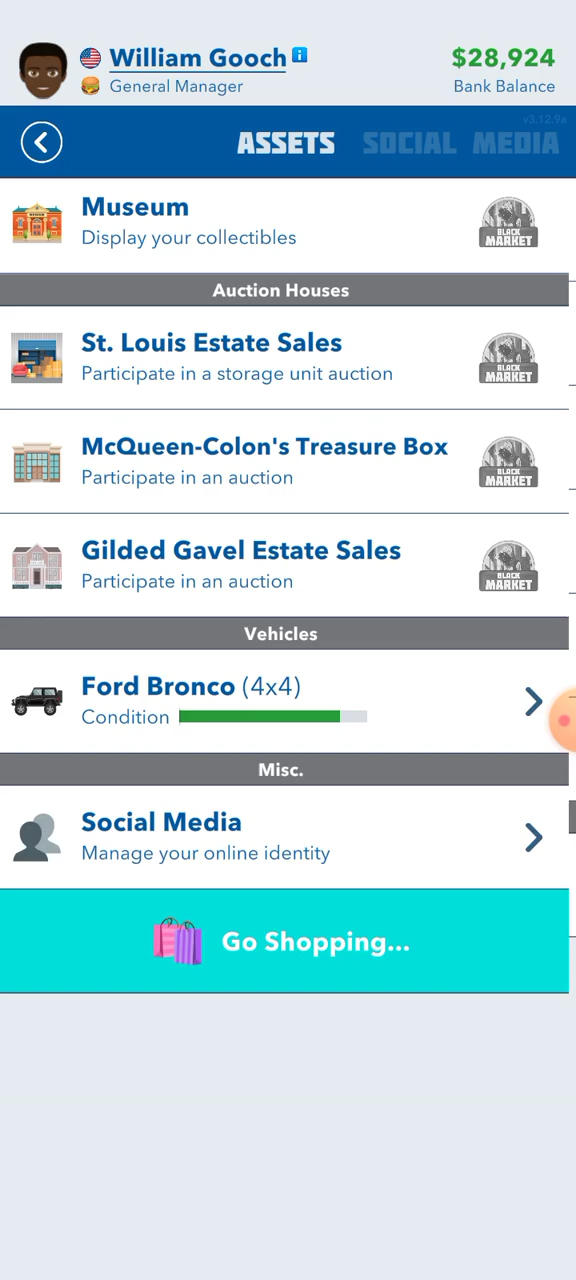 William Gooch
$28,924
General Manager
Bank Balance
v3.12.9a
ASSETS
SOCIAL MEDIA
Museum
Display your collectibles
BLACK MARKET
Auction Houses
St. Louis Estate Sales
Participate in a storage unit auction
BLACK MARKET
McQueen-Colon's Treasure Box
Participate in an auction
BLACK MARKET
Gilded Gavel Estate Sales
Participate in an auction
BLACK MARKET
Vehicles
Ford Bronco (4x4)
Condition
Misc.
Social Media
Manage your online identity
Go Shopping...